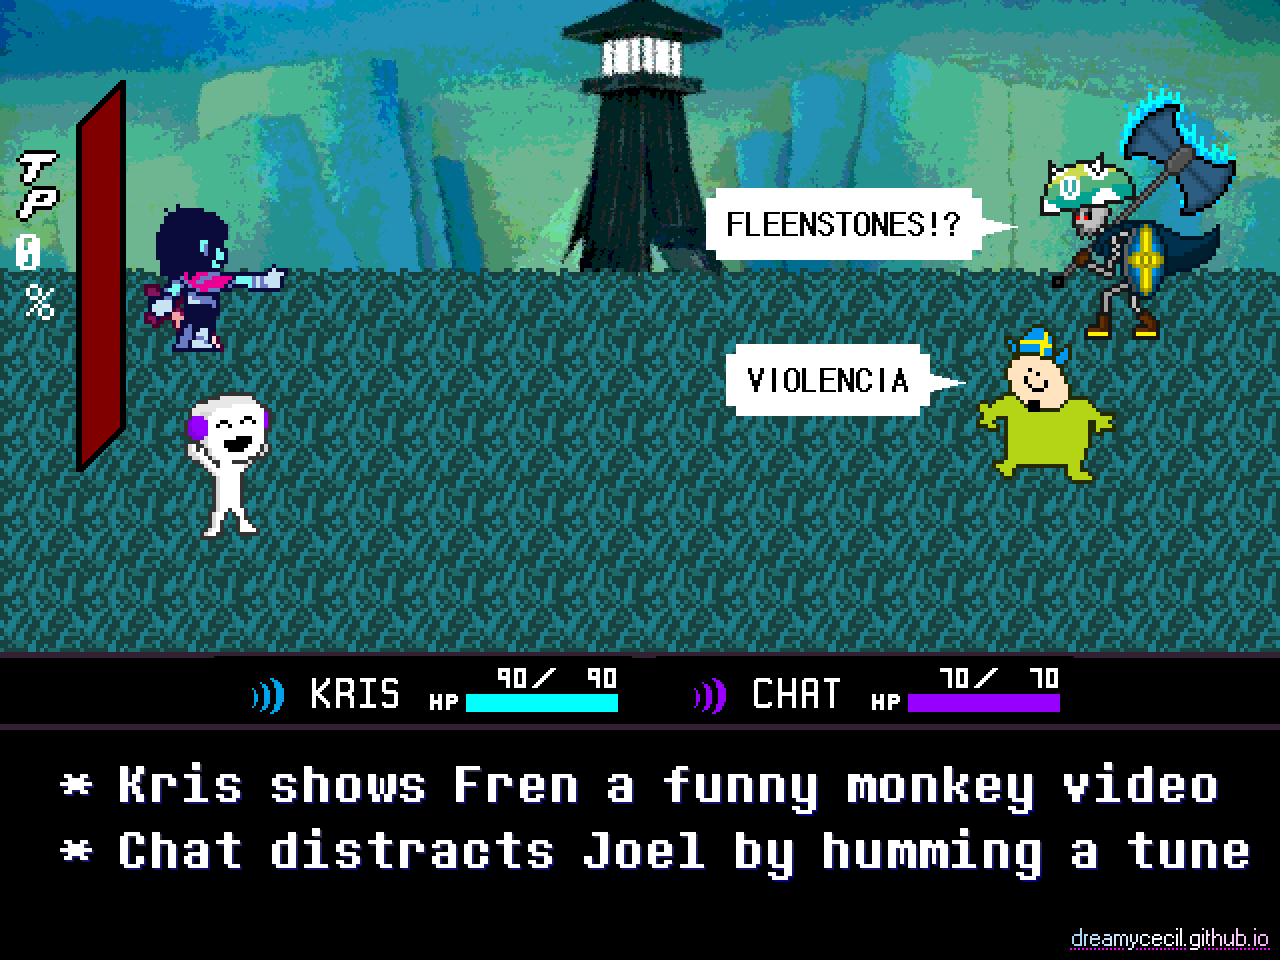 TP
0
%
FLEENSTONES!?
VIOLENCIA
KRIS HP 90/ 90
CHAT HP 70/ 70
* Kris shows Fren a funny monkey video
* Chat distracts Joel by humming a tune
dreamycecil.github.io